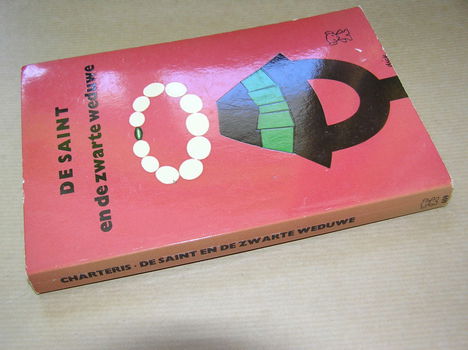 DE SAINT
en de zwarte weduwe
CHARTERIS · DE SAINT EN DE ZWARTE WEDUWE